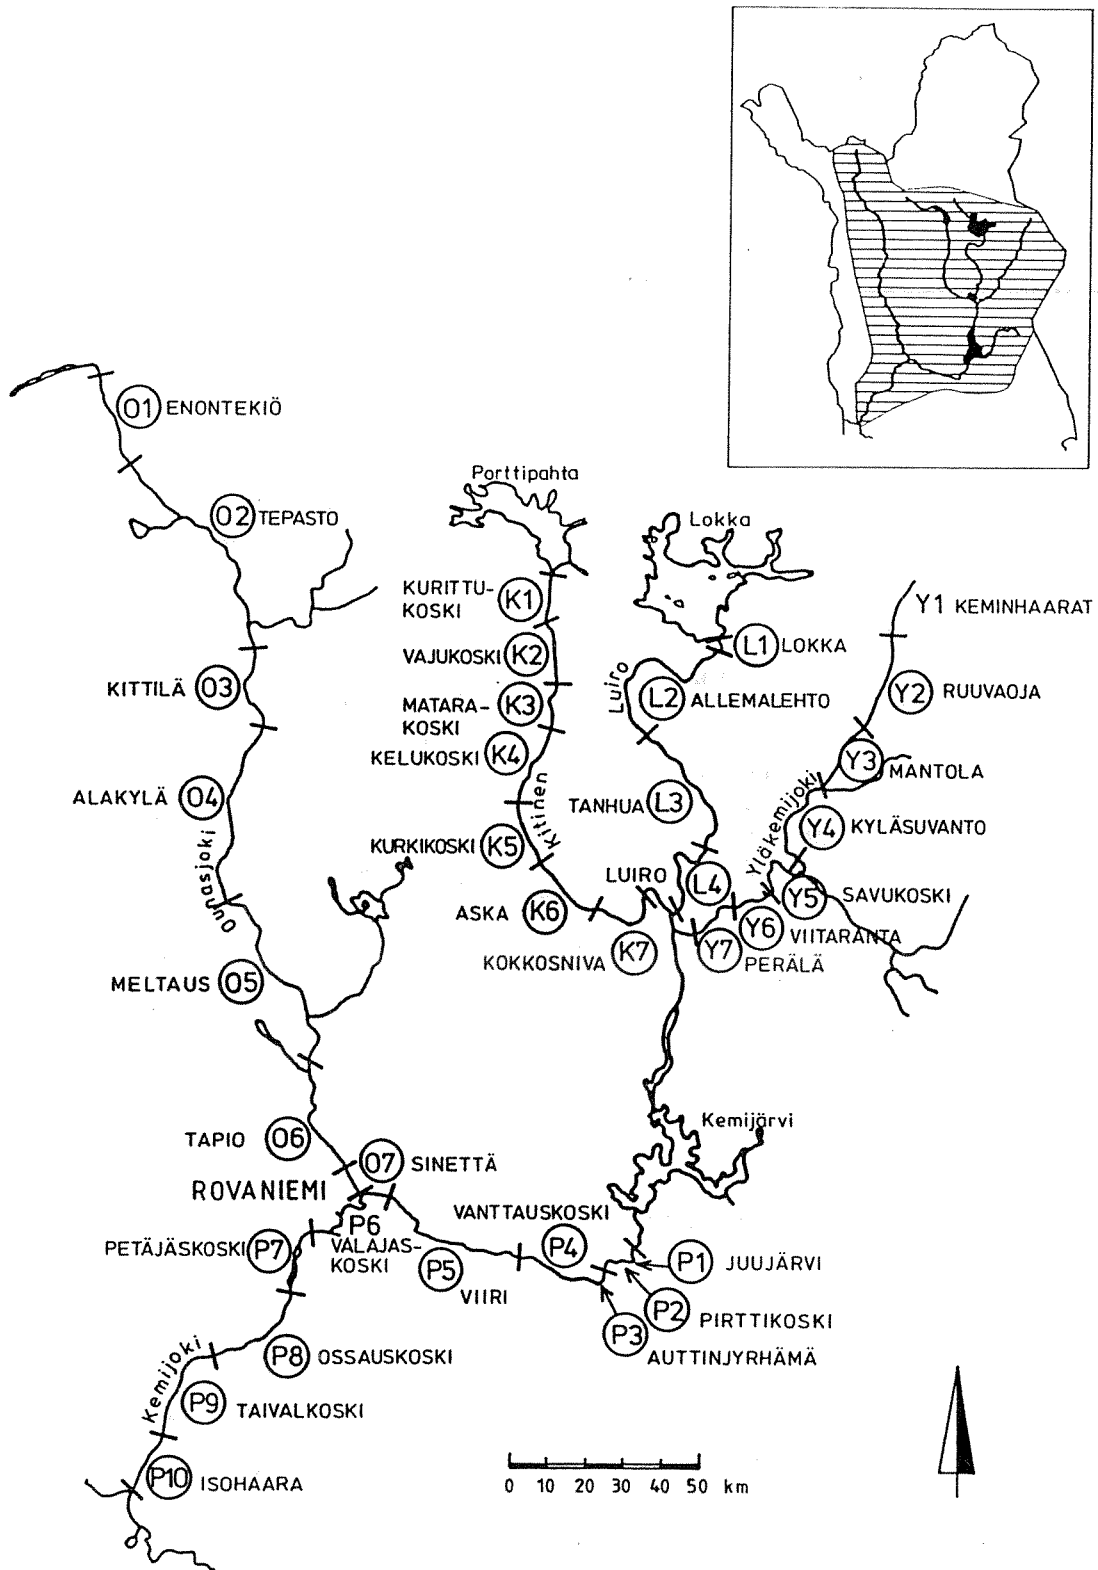 O1 ENONTEKIÖ
Porttipahta
O2 TEPASTO
Lokka
KURITTU-
KOSKI K1
Y1 KEMINHAARAT
VAJUKOSKI K2
L1 LOKKA
KITTILÄ O3
Luiro
L2 ALLEMALEHTO
Y2 RUUVAOJA
MATARA-
KOSKI K3
KELUKOSKI K4
Y3 MANTOLA
ALAKYLÄ O4
Kitinen
TANHUA L3
Yläkemijoki
Y4 KYLÄSUVANTO
Ounasjoki
KURKIKOSKI K5
LUIRO L4
Y5 SAVUKOSKI
ASKA K6
Y6 VIITARANTA
KOKKOSNIVA K7
Y7 PERÄLÄ
MELTAUS O5
Kemijärvi
TAPIO O6
O7 SINETTÄ
ROVANIEMI
VANTTAUSKOSKI
P4
P6
VALAJAS-
KOSKI
PETÄJÄSKOSKI P7
P5
VIIRI
P1 JUUJÄRVI
P2 PIRTTIKOSKI
P3 AUTTINJYRHÄMÄ
P8 OSSAUSKOSKI
Kemijoki
P9 TAIVALKOSKI
P10 ISOHAARA
0 10 20 30 40 50 km